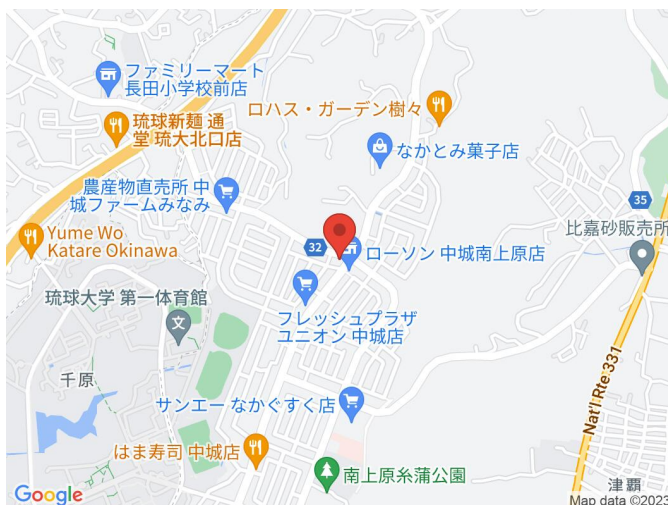 ファミリーマート
長田小学校前店
ロハス・ガーデン樹々
琉球新麺 通
堂 琉大北口店
なかとみ菓子店
農産物直売所 中
城ファームみなみ
35
Yume Wo
Katare Okinawa
32
ローソン 中城南上原店
比嘉砂販売所
琉球大学 第一体育館
文
フレッシュプラザ
ユニオン 中城店
千原
サンエー なかぐすく店
Nat'l Rte 331
はま寿司 中城店
南上原糸蒲公園
津覇
Google
Map data ©2023